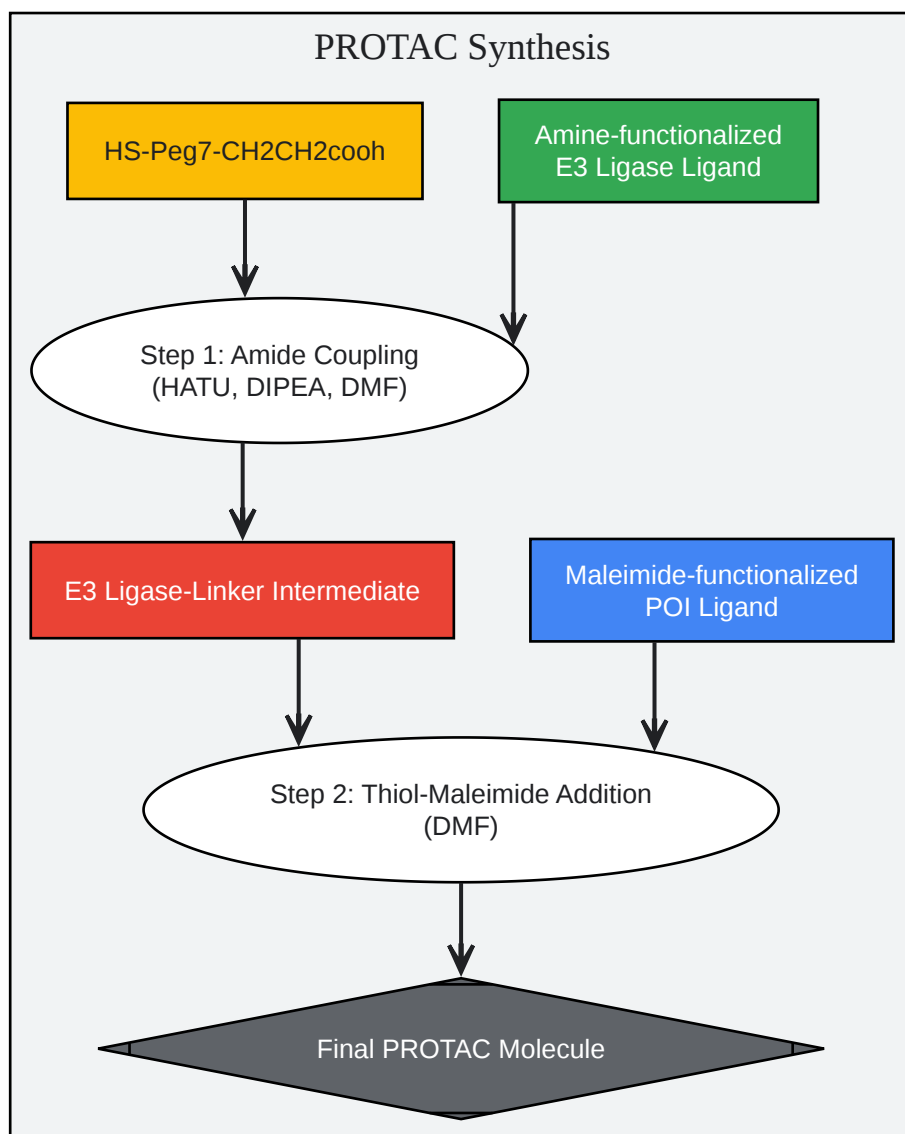 PROTAC Synthesis
HS-Peg7-CH2CH2cooh
Amine-functionalized
E3 Ligase Ligand
Step 1: Amide Coupling
(HATU, DIPEA, DMF)
E3 Ligase-Linker Intermediate
Maleimide-functionalized
POI Ligand
Step 2: Thiol-Maleimide Addition
(DMF)
Final PROTAC Molecule